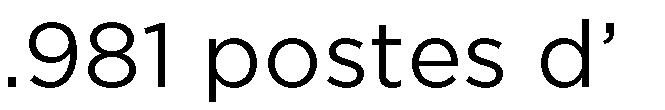 .981 postes d’